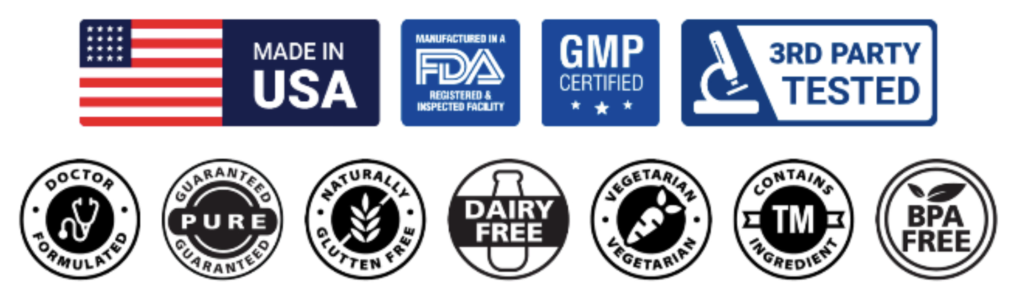 MADE IN
USA
MANUFACTURED IN A
FDA
REGISTERED &
INSPECTED FACILITY
GMP
CERTIFIED
3RD PARTY
TESTED
DOCTOR
FORMULATED
GUARANTEED
PURE
GUARANTEED
NATURALLY
GLUTTEN FREE
DAIRY
FREE
VEGETARIAN
VEGETARIAN
CONTAINS
TM
INGREDIENT
BPA
FREE